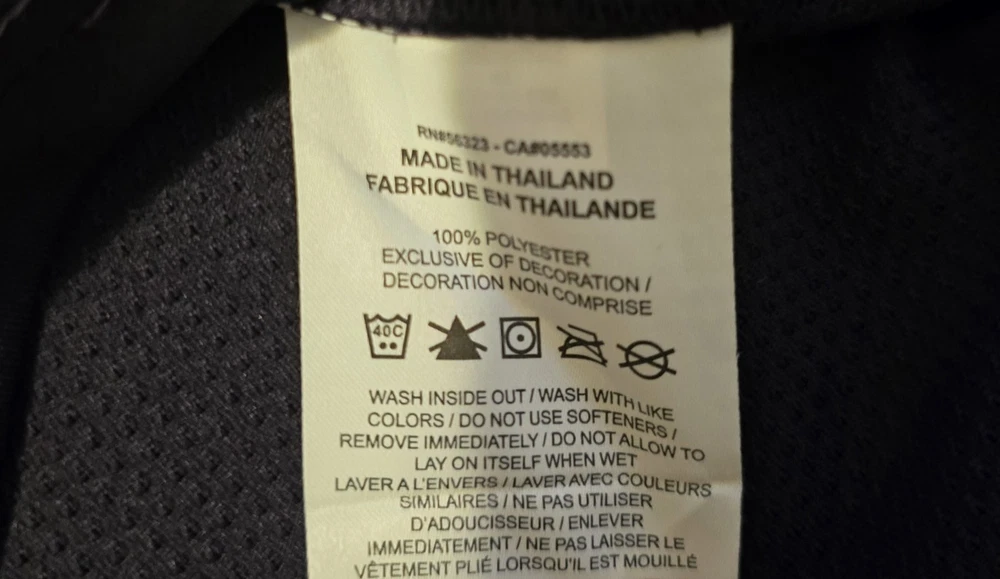 RN#56323 - CA#05553
MADE IN THAILAND
FABRIQUE EN THAILANDE
100% POLYESTER
EXCLUSIVE OF DECORATION /
DECORATION NON COMPRISE
40C
WASH INSIDE OUT / WASH WITH LIKE
COLORS / DO NOT USE SOFTENERS /
REMOVE IMMEDIATELY / DO NOT ALLOW TO
LAY ON ITSELF WHEN WET
LAVER A L'ENVERS / LAVER AVEC COULEURS
SIMILAIRES / NE PAS UTILISER
D'ADOUCISSEUR / ENLEVER
IMMEDIATEMENT / NE PAS LAISSER LE
VÊTEMENT PLIÉ LORSQU'IL EST MOUILLÉ